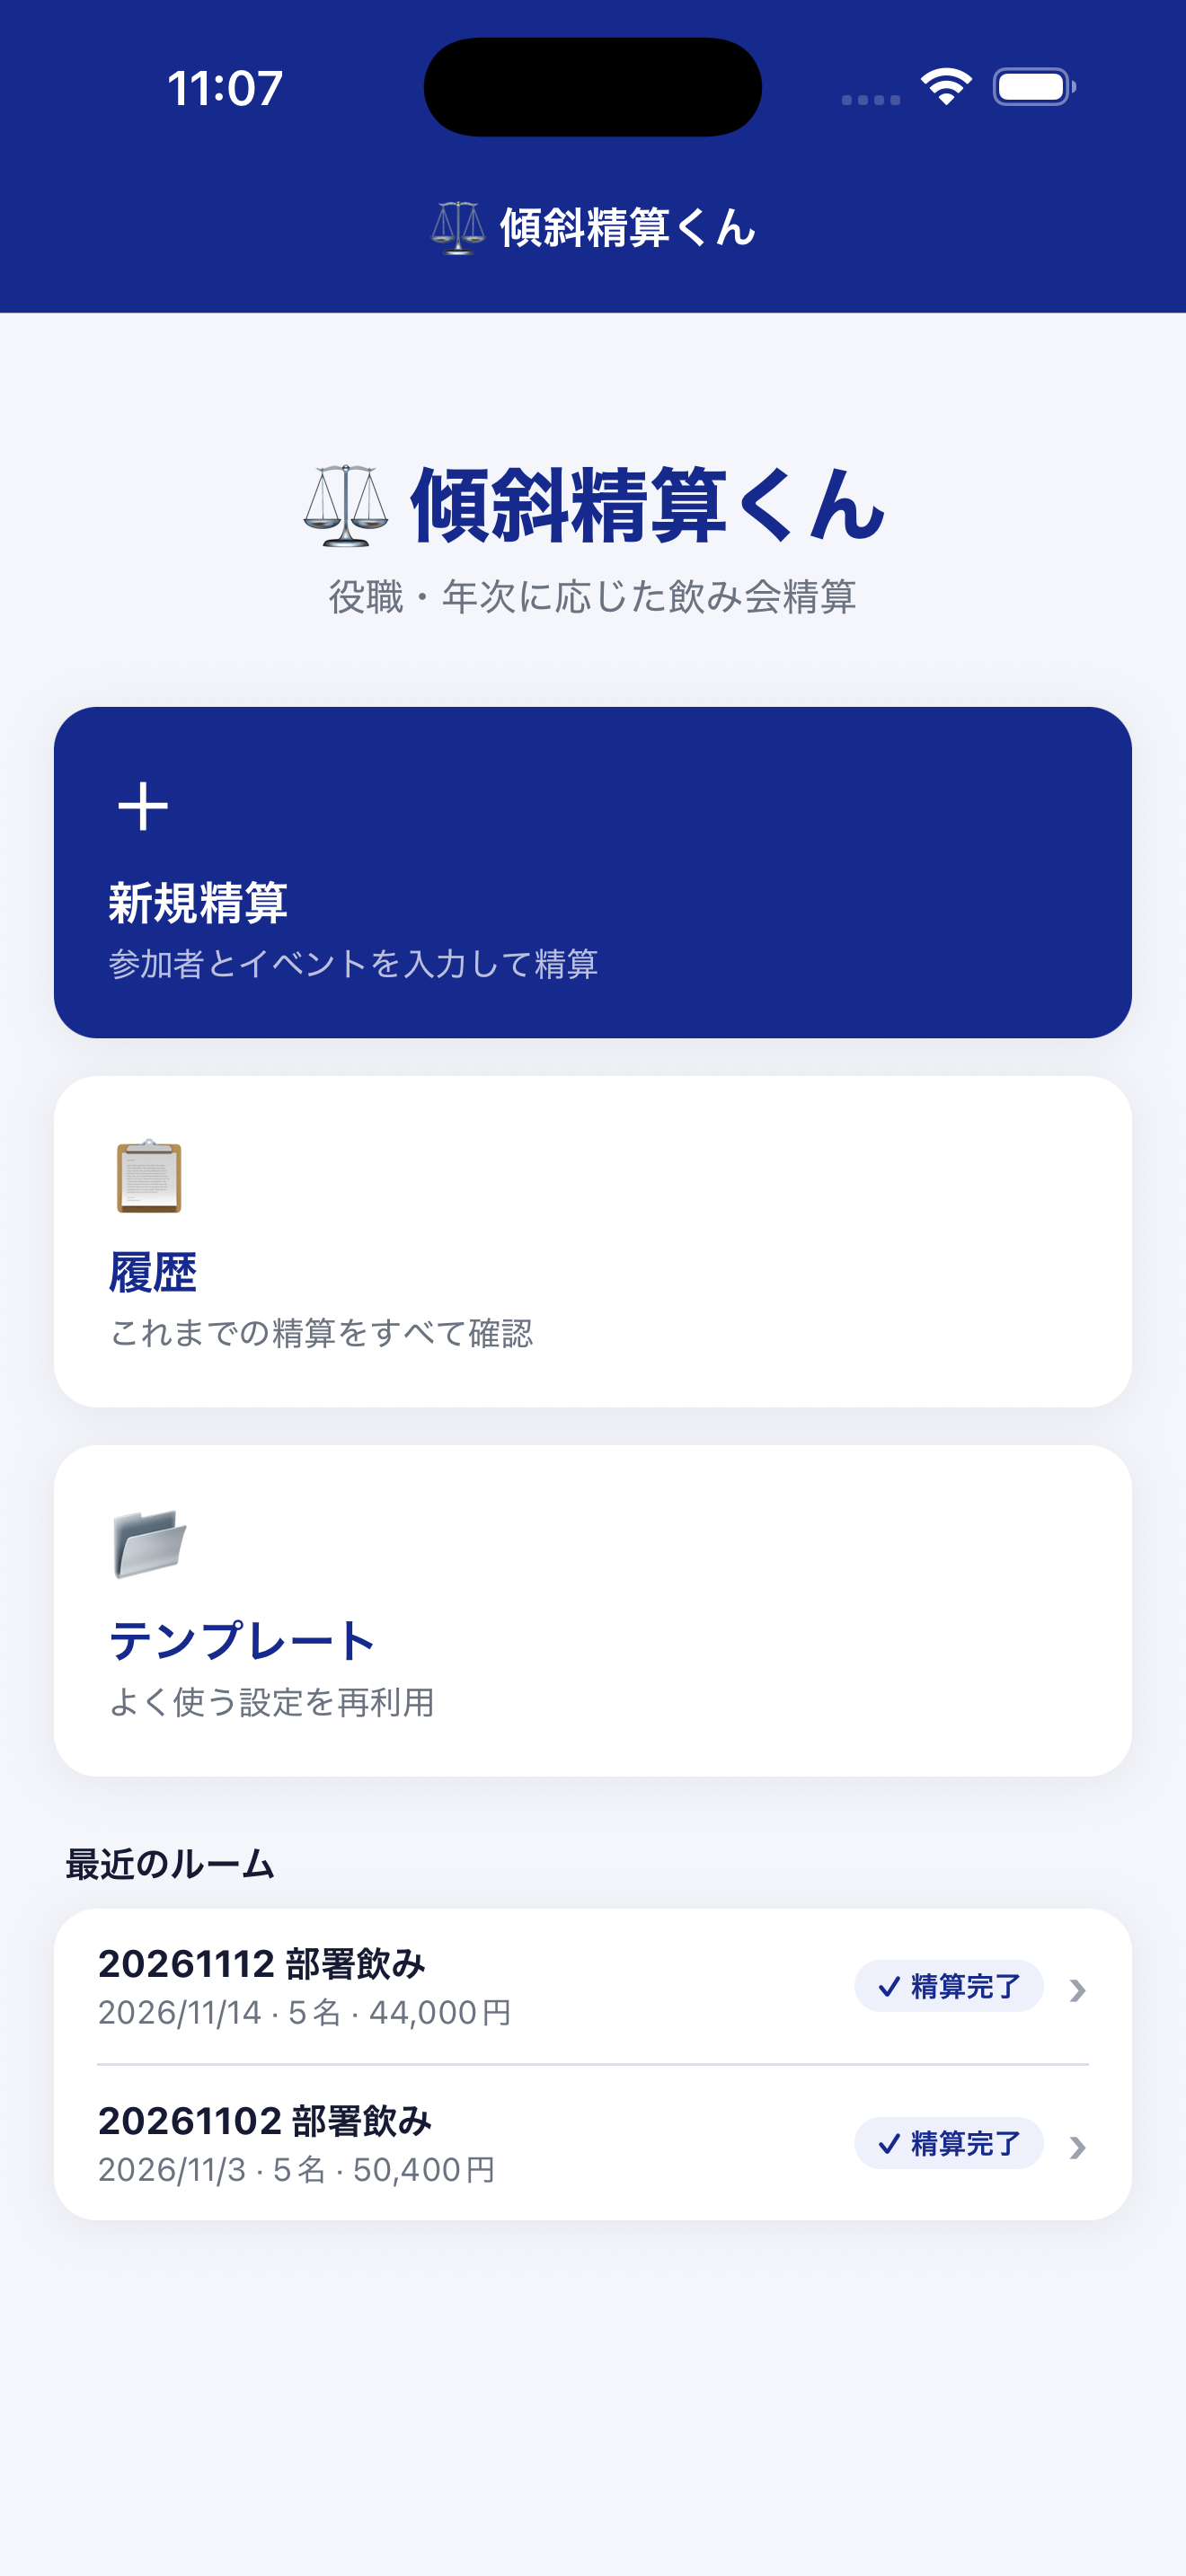 11:07
傾斜精算くん
傾斜精算くん
役職・年次に応じた飲み会精算
＋
新規精算
参加者とイベントを入力して精算
履歴
これまでの精算をすべて確認
テンプレート
よく使う設定を再利用
最近のルーム
20261112 部署飲み
2026/11/14 · 5名 · 44,000円
✓ 精算完了 ›
20261102 部署飲み
2026/11/3 · 5名 · 50,400円
✓ 精算完了 ›